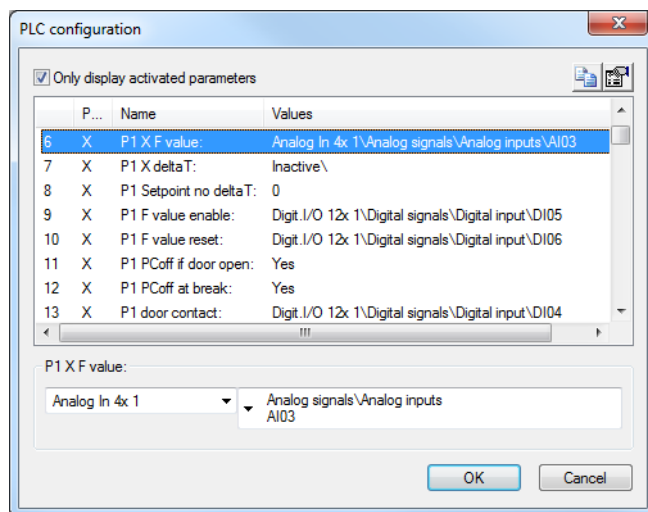 PLC configuration
Only display activated parameters
P... Name Values
6 X P1 X F value: Analog In 4x 1\Analog signals\Analog inputs\AI03
7 X P1 X deltaT: Inactive\
8 X P1 Setpoint no deltaT: 0
9 X P1 F value enable: Digit.I/O 12x 1\Digital signals\Digital input\DI05
10 X P1 F value reset: Digit.I/O 12x 1\Digital signals\Digital input\DI06
11 X P1 PCoff if door open: Yes
12 X P1 PCoff at break: Yes
13 X P1 door contact: Digit.I/O 12x 1\Digital signals\Digital input\DI04
P1 X F value:
Analog In 4x 1
Analog signals\Analog inputs
AI03
OK Cancel